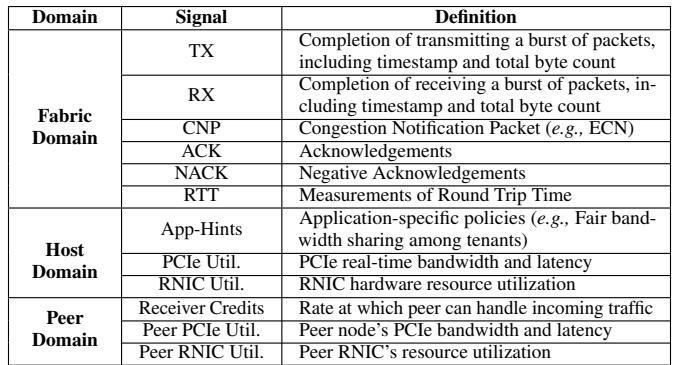 Domain Signal Definition
Fabric Domain
TX Completion of transmitting a burst of packets,
including timestamp and total byte count
RX Completion of receiving a burst of packets, in-
cluding timestamp and total byte count
CNP Congestion Notification Packet (e.g., ECN)
ACK Acknowledgements
NACK Negative Acknowledgements
RTT Measurements of Round Trip Time
Host Domain
App-Hints Application-specific policies (e.g., Fair band-
width sharing among tenants)
PCIe Util. PCIe real-time bandwidth and latency
RNIC Util. RNIC hardware resource utilization
Peer Domain
Receiver Credits Rate at which peer can handle incoming traffic
Peer PCIe Util. Peer node's PCIe bandwidth and latency
Peer RNIC Util. Peer RNIC's resource utilization